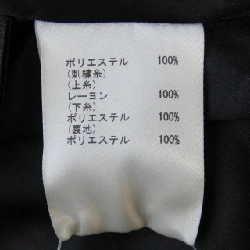 ポリエステル 100%
(刺繍糸)
(上糸)
レーヨン 100%
(下糸)
ポリエステル 100%
(裏地)
ポリエステル 100%